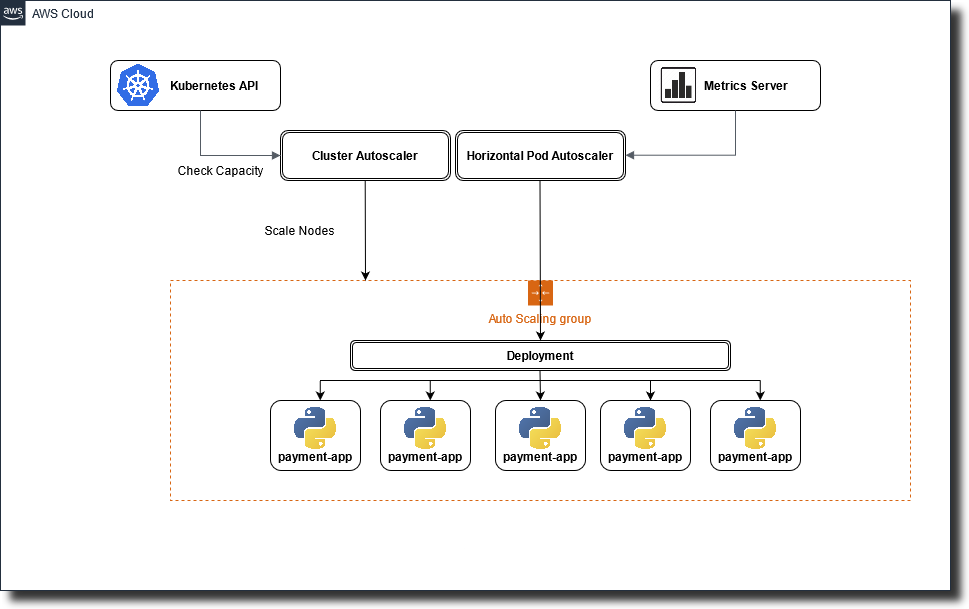 aws
AWS Cloud
Kubernetes API
Metrics Server
Cluster Autoscaler
Horizontal Pod Autoscaler
Check Capacity
Scale Nodes
Auto Scaling group
Deployment
payment-app
payment-app
payment-app
payment-app
payment-app